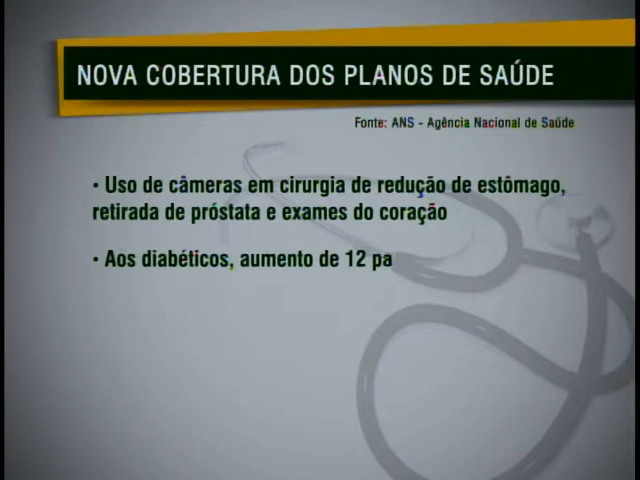 NOVA COBERTURA DOS PLANOS DE SAÚDE
Fonte: ANS - Agência Nacional de Saúde
• Uso de câmeras em cirurgia de redução de estômago,
retirada de próstata e exames do coração
• Aos diabéticos, aumento de 12 pa